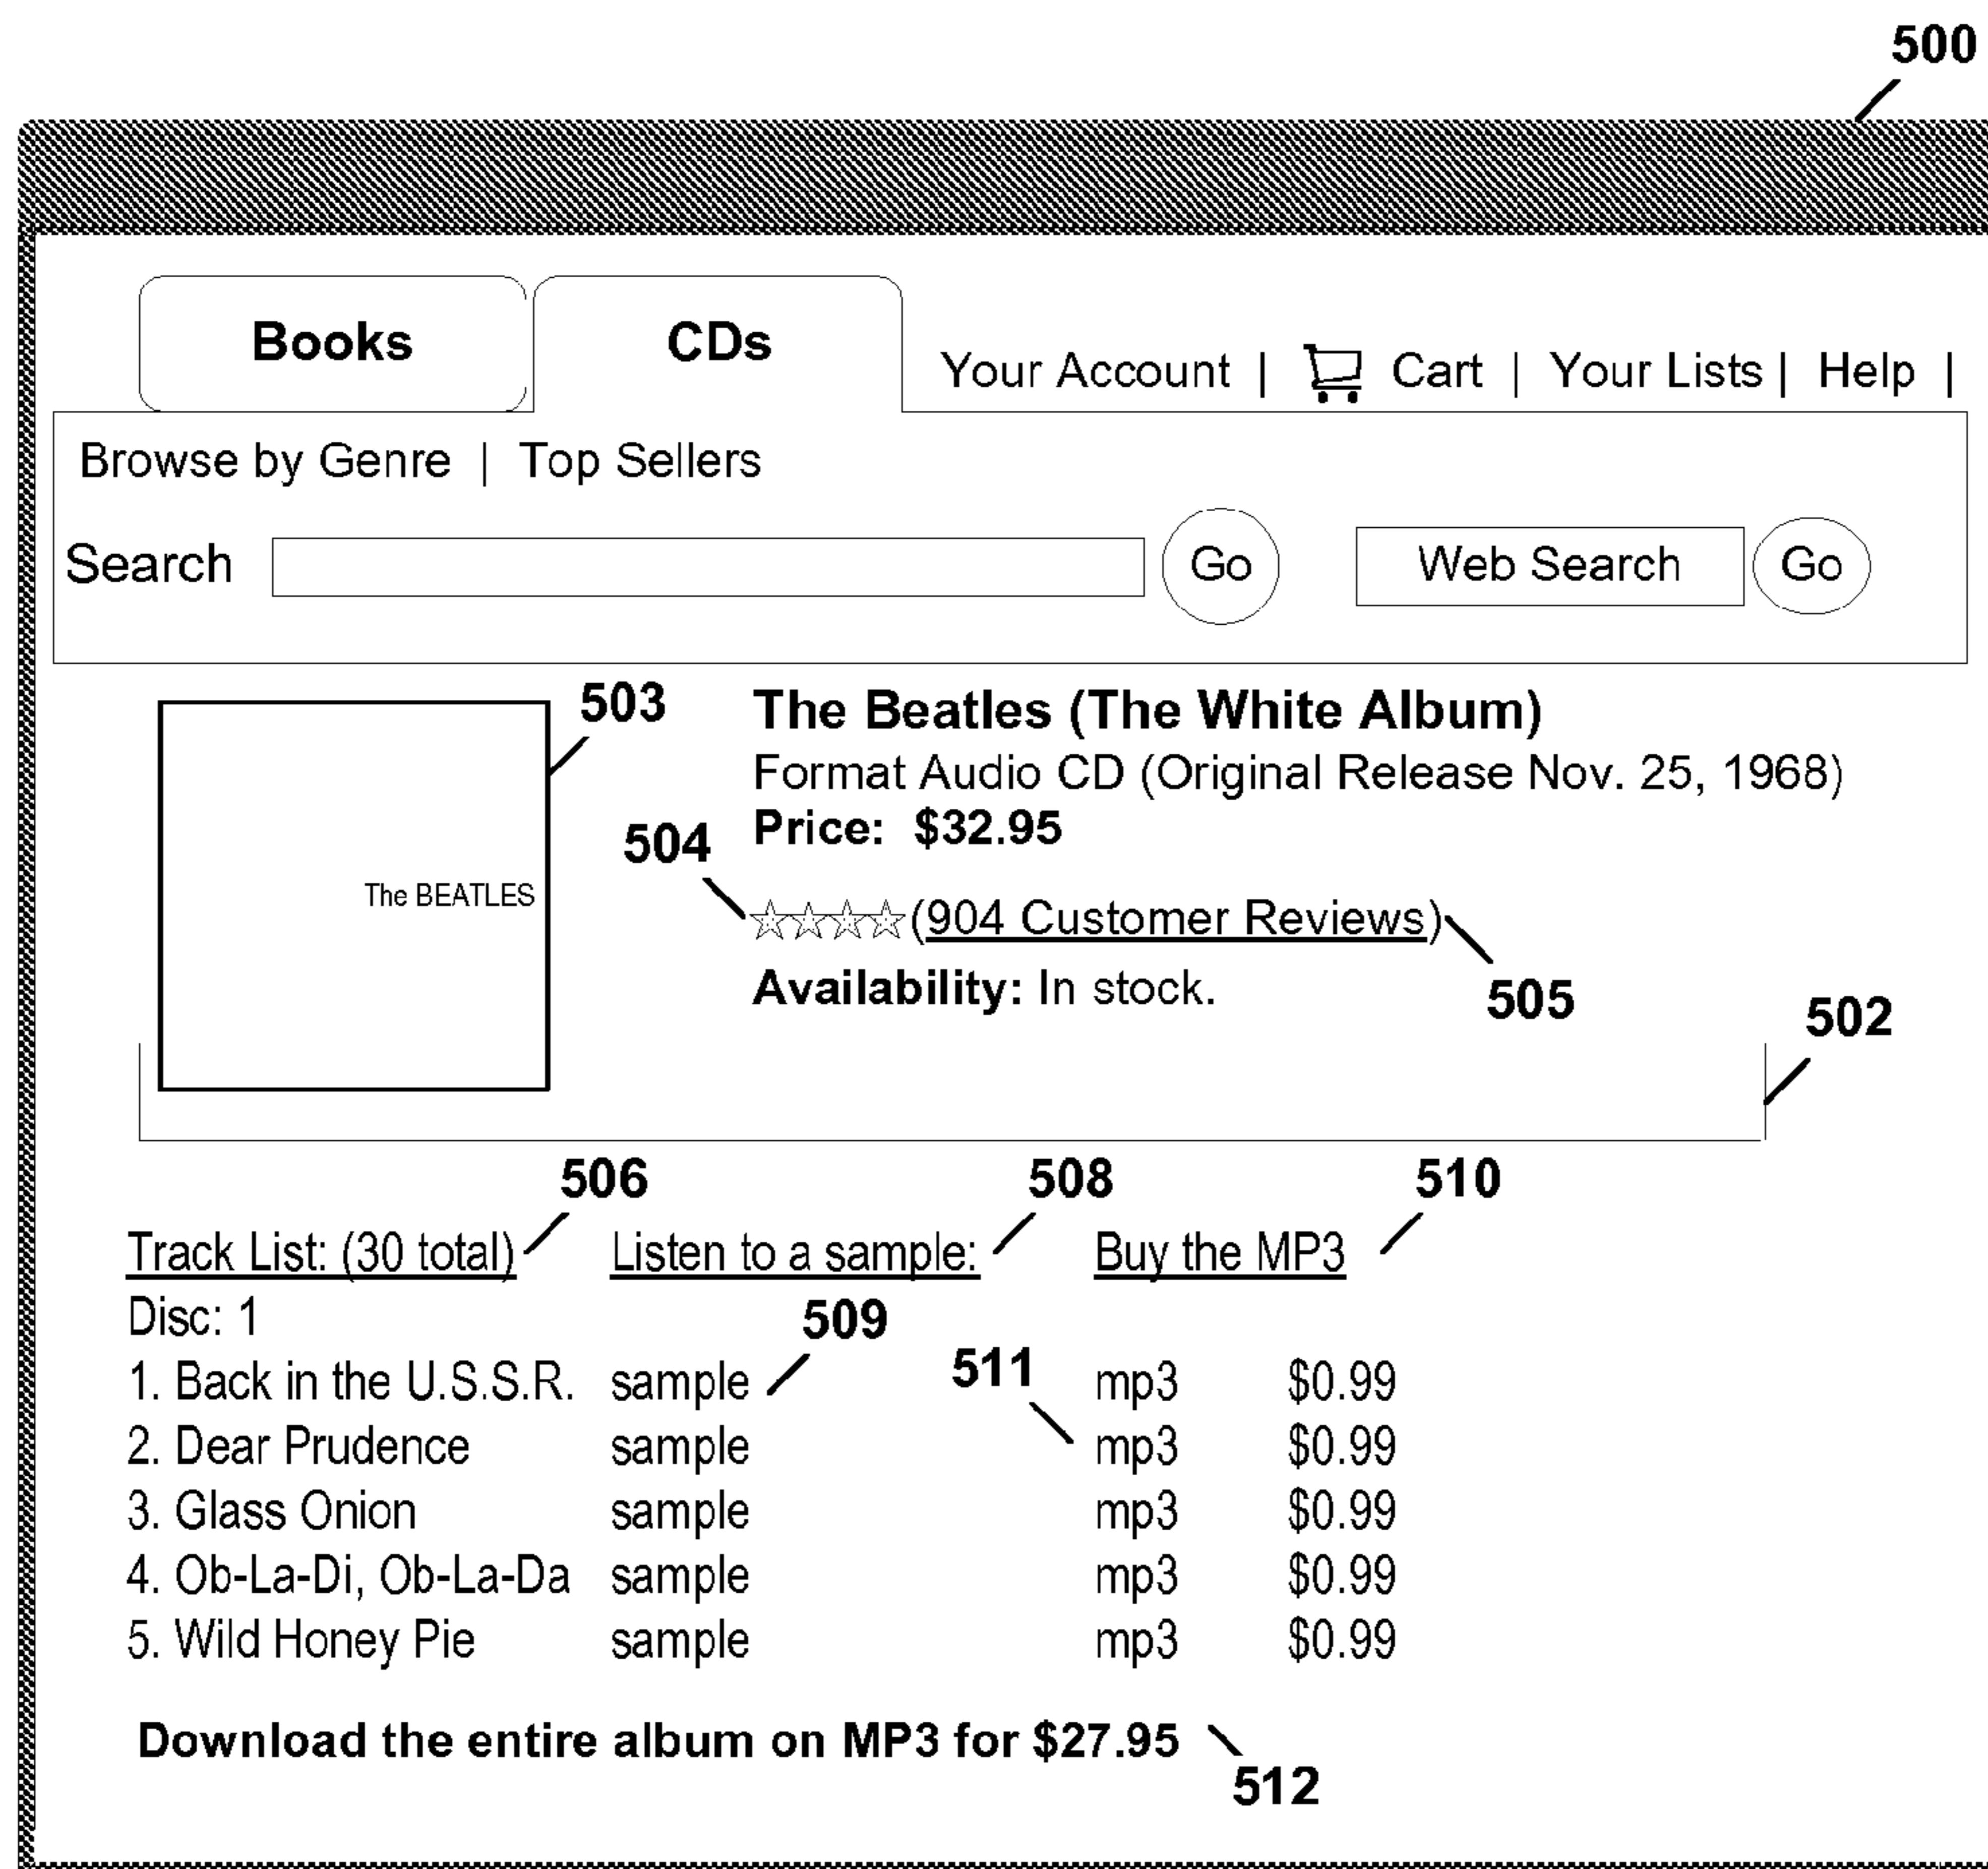 500
Books CDs
Your Account | Cart | Your Lists | Help |
Browse by Genre | Top Sellers
Search Go Web Search Go
503
The BEATLES
The Beatles (The White Album)
Format Audio CD (Original Release Nov. 25, 1968)
Price: $32.95
504
☆☆☆☆(904 Customer Reviews)
505
Availability: In stock.
502
506 508 510
Track List: (30 total) Listen to a sample: Buy the MP3
Disc: 1
509
511
1. Back in the U.S.S.R. sample mp3 $0.99
2. Dear Prudence sample mp3 $0.99
3. Glass Onion sample mp3 $0.99
4. Ob-La-Di, Ob-La-Da sample mp3 $0.99
5. Wild Honey Pie sample mp3 $0.99
Download the entire album on MP3 for $27.95
512